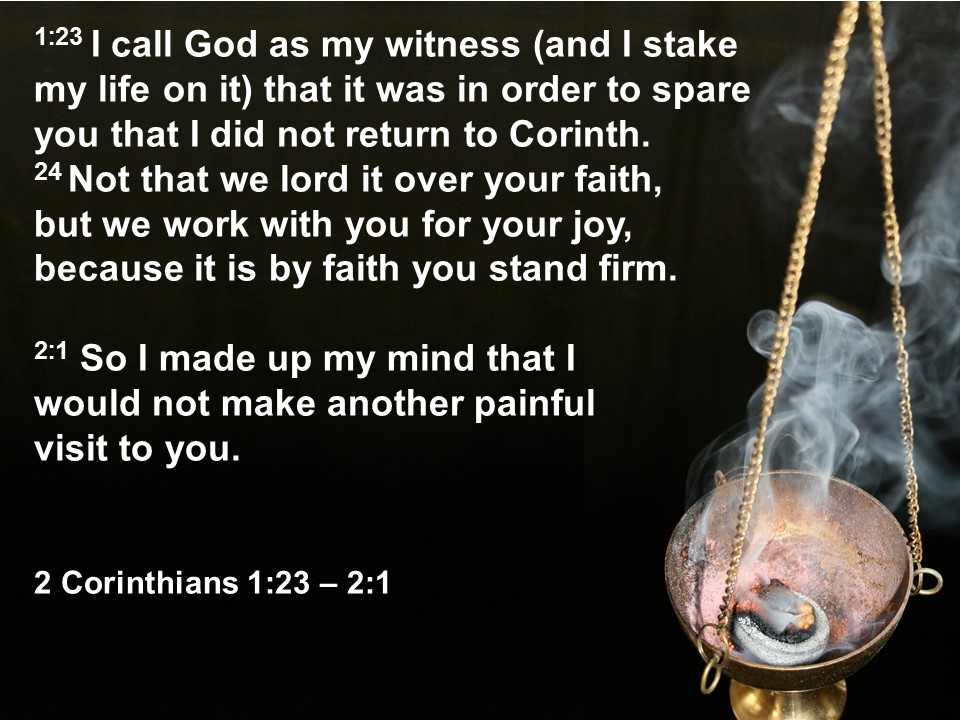 1:23 I call God as my witness (and I stake
my life on it) that it was in order to spare
you that I did not return to Corinth.
24 Not that we lord it over your faith,
but we work with you for your joy,
because it is by faith you stand firm.
2:1 So I made up my mind that I
would not make another painful
visit to you.
2 Corinthians 1:23 – 2:1